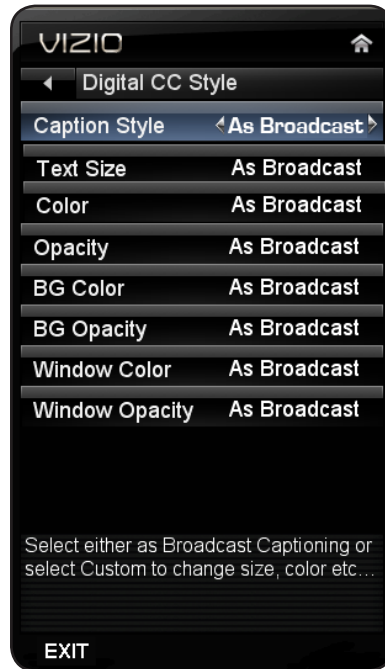 VIZIO
Digital CC Style
Caption Style As Broadcast
Text Size As Broadcast
Color As Broadcast
Opacity As Broadcast
BG Color As Broadcast
BG Opacity As Broadcast
Window Color As Broadcast
Window Opacity As Broadcast
Select either as Broadcast Captioning or
select Custom to change size, color etc...
EXIT